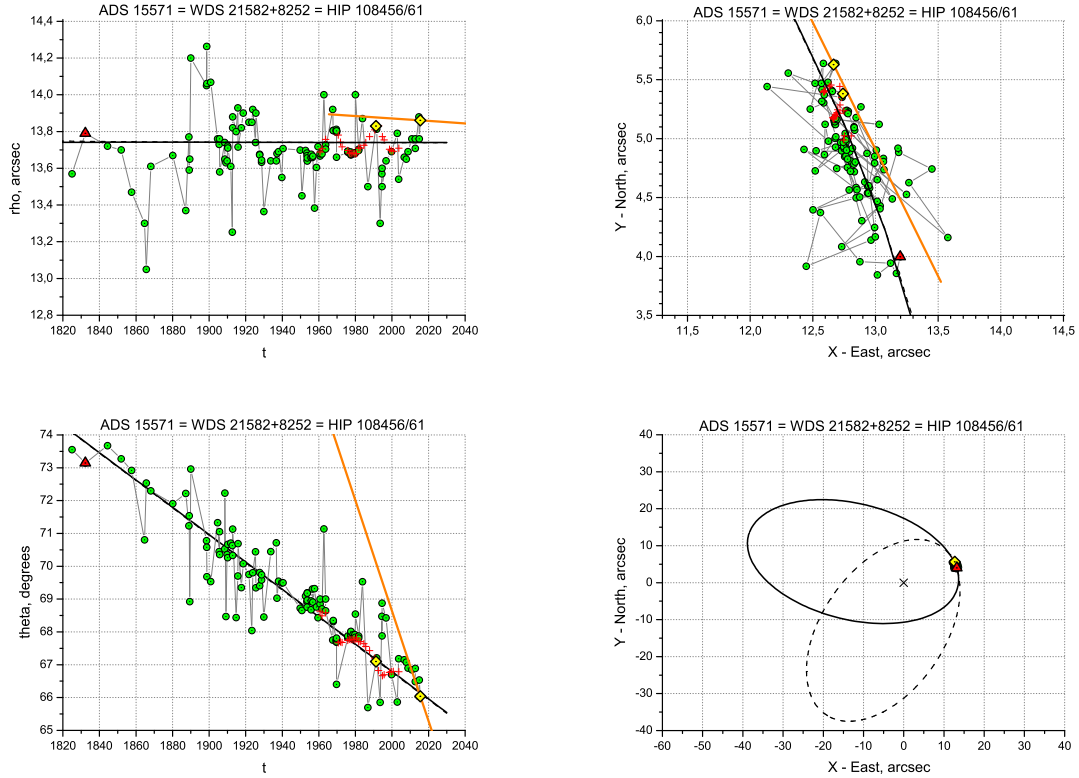 ADS 15571 = WDS 21582+8252 = HIP 108456/61
14,4
14,2
14,0
13,8
13,6
13,4
13,2
13,0
12,8
rho, arcsec
1820 1840 1860 1880 1900 1920 1940 1960 1980 2000 2020 2040
t
ADS 15571 = WDS 21582+8252 = HIP 108456/61
6,0
5,5
5,0
4,5
4,0
3,5
Y - North, arcsec
11,5 12,0 12,5 13,0 13,5 14,0 14,5
X - East, arcsec
ADS 15571 = WDS 21582+8252 = HIP 108456/61
74
73
72
71
70
69
68
67
66
65
theta, degrees
1820 1840 1860 1880 1900 1920 1940 1960 1980 2000 2020 2040
t
ADS 15571 = WDS 21582+8252 = HIP 108456/61
40
30
20
10
0
-10
-20
-30
-40
Y - North, arcsec
-60 -50 -40 -30 -20 -10 0 10 20 30 40
X - East, arcsec